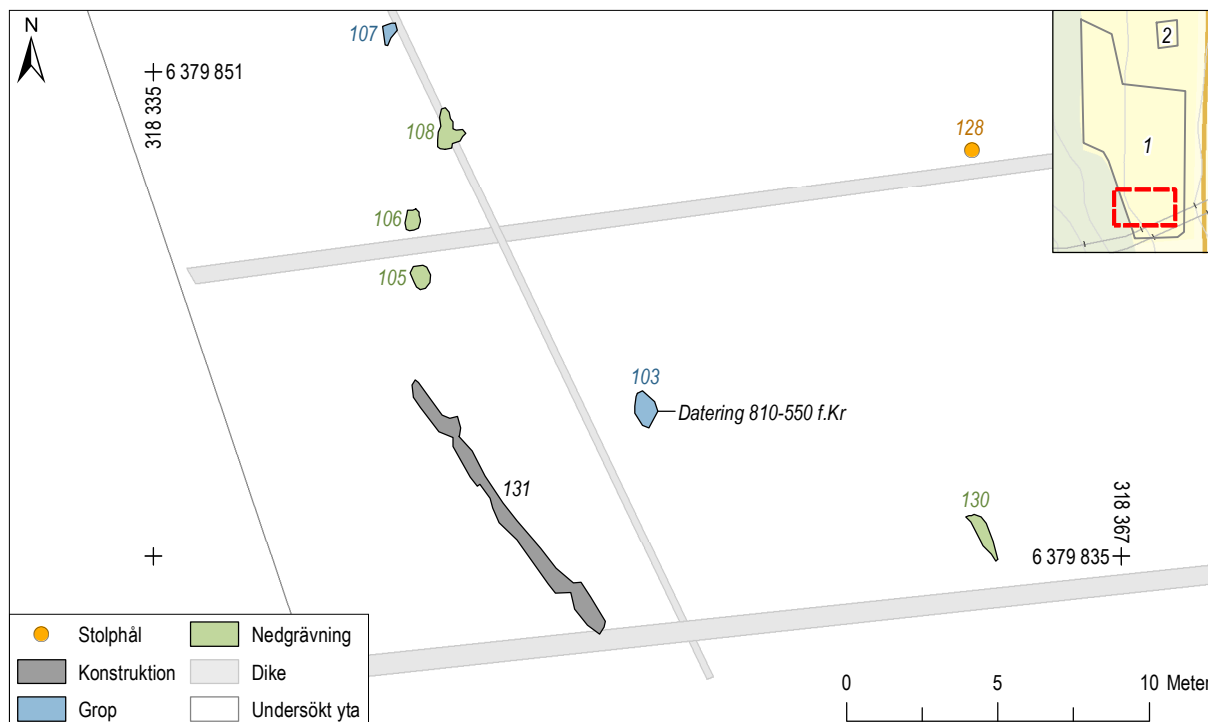 N
107
6 379 851
318 335
108
128
106
105
103
Datering 810-550 f.Kr
131
130
318 367
6 379 835
2
1
Stolphål
Nedgrävning
Konstruktion
Dike
Grop
Undersökt yta
0
5
10 Meter